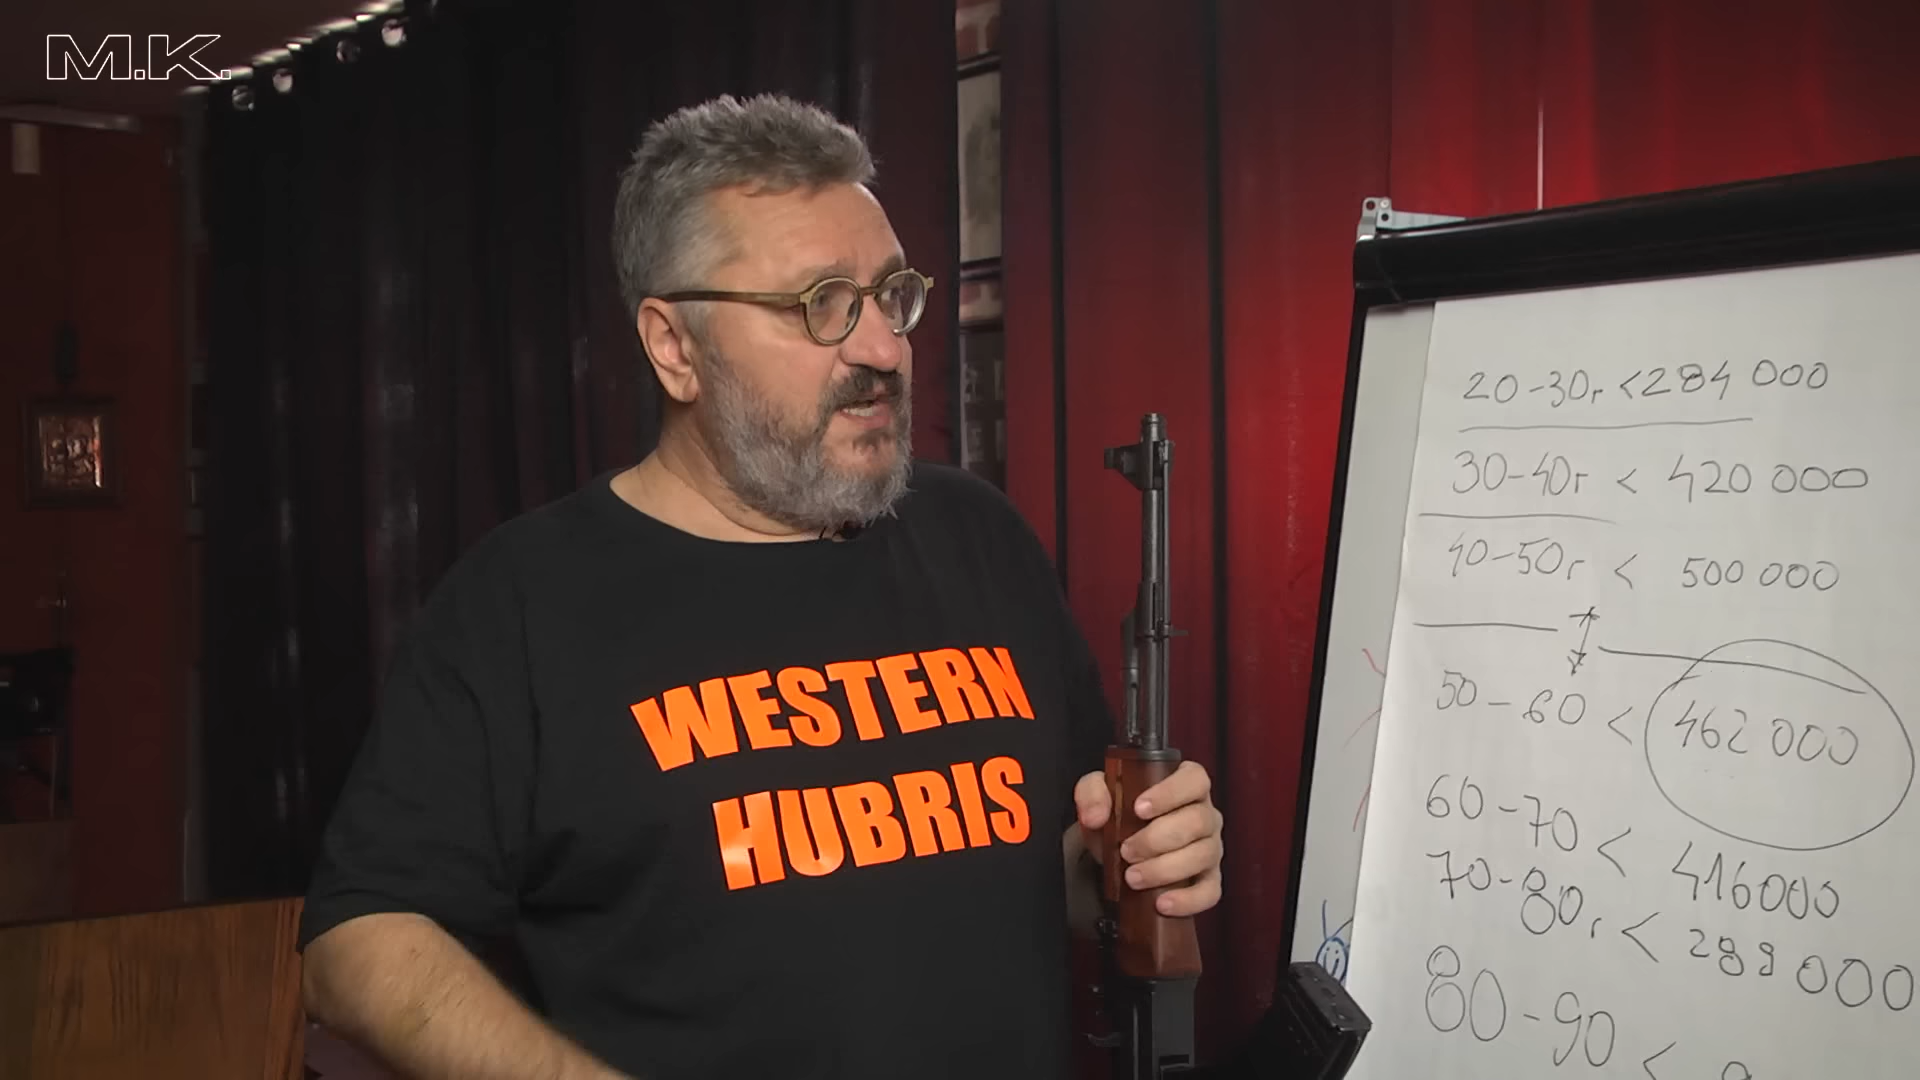 M.K.
WESTERN
HUBRIS
20-30г <284 000
30-40г < 420 000
40-50г < 500 000
50-60 < 462 000
60-70 < 416000
70-80г < 288 000
80-90 <